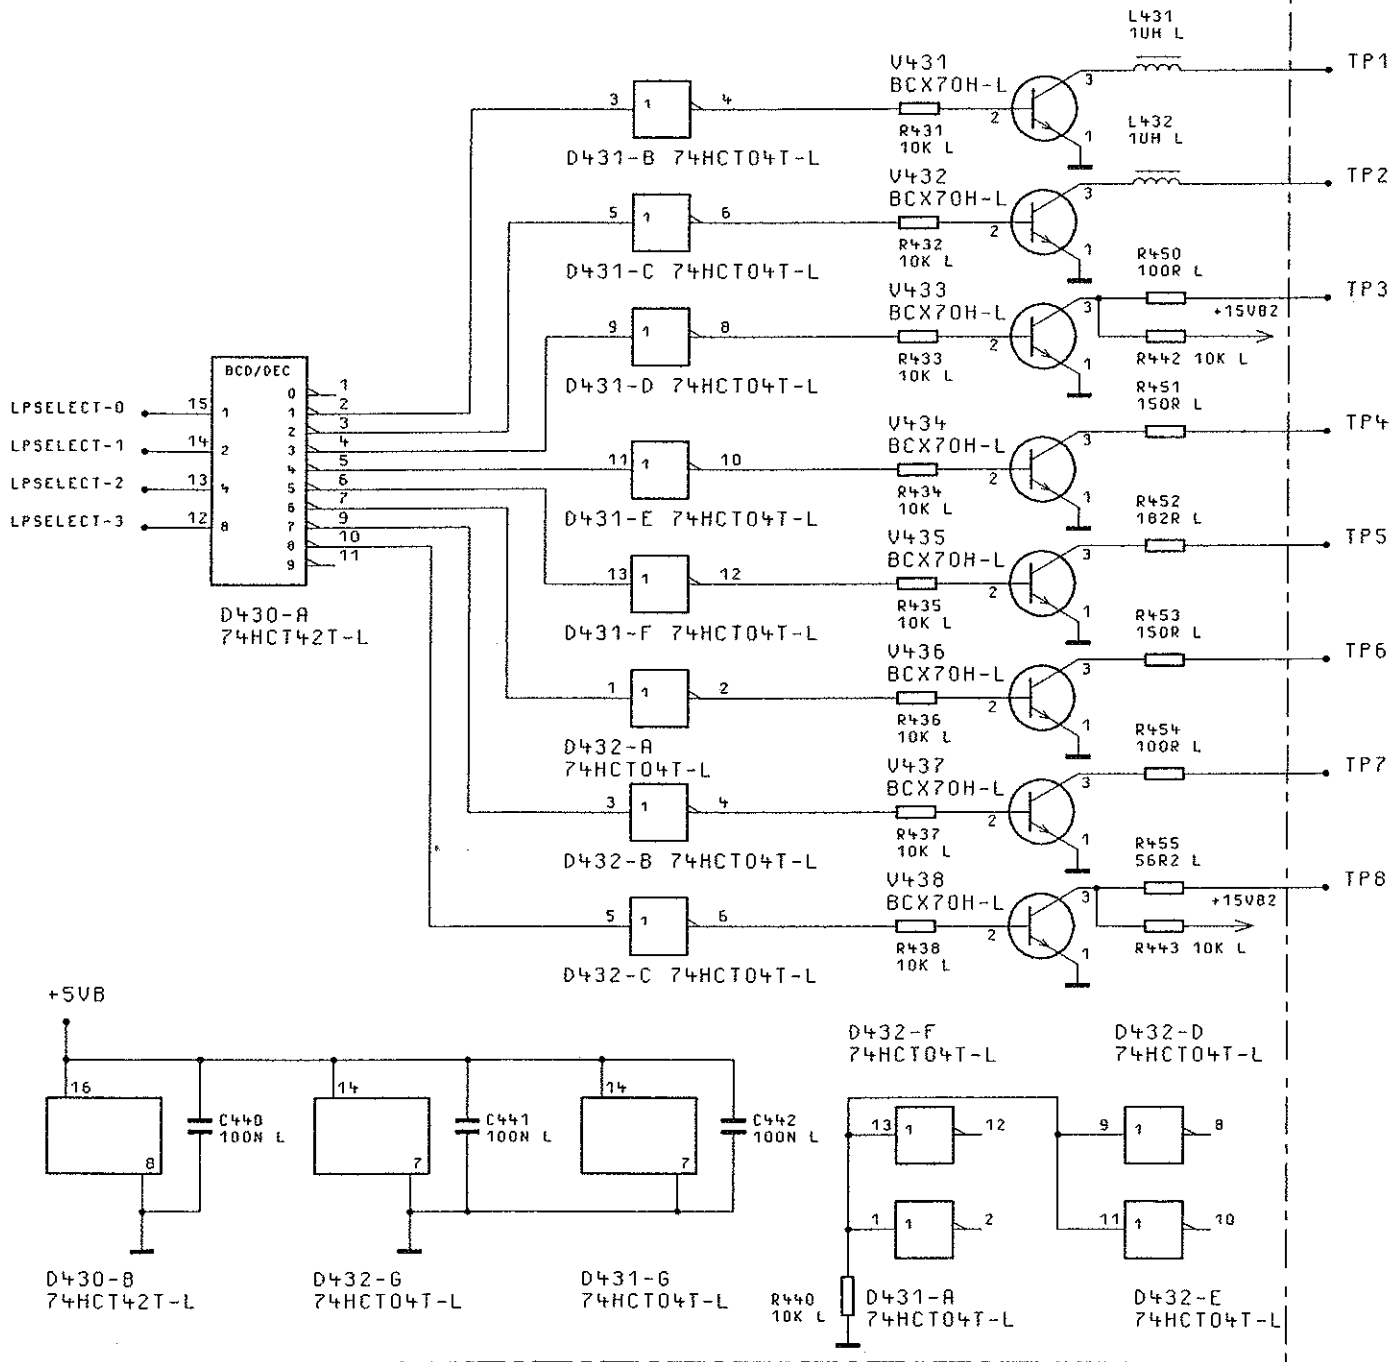 L431
1UH L
TP1
V431
BCX70H-L
3
1
4
R431
10K L
2
3
1
D431-B 74HCT04T-L
L432
1UH L
TP2
V432
BCX70H-L
5
1
6
R432
10K L
2
3
1
D431-C 74HCT04T-L
R450
100R L
TP3
V433
BCX70H-L
+15VB2
9
1
8
R433
10K L
2
3
1
R442 10K L
D431-D 74HCT04T-L
BCD/DEC
LPSELECT-0
15
1
LPSELECT-1
14
2
LPSELECT-2
13
4
LPSELECT-3
12
8
0
1
1
2
2
3
3
4
4
5
5
6
6
7
7
9
8
10
9
11
D430-A
74HCT42T-L
R451
150R L
TP4
V434
BCX70H-L
11
1
10
R434
10K L
2
3
1
D431-E 74HCT04T-L
R452
182R L
TP5
V435
BCX70H-L
13
1
12
R435
10K L
2
3
1
D431-F 74HCT04T-L
R453
150R L
TP6
V436
BCX70H-L
1
1
2
R436
10K L
2
3
1
D432-A
74HCT04T-L
R454
100R L
TP7
V437
BCX70H-L
3
1
4
R437
10K L
2
3
1
D432-B 74HCT04T-L
R455
56R2 L
TP8
V438
BCX70H-L
+15VB2
5
1
6
R438
10K L
2
3
1
R443 10K L
D432-C 74HCT04T-L
+5VB
16
8
C440
100N L
14
7
C441
100N L
14
7
C442
100N L
D430-B
74HCT42T-L
D432-G
74HCT04T-L
D431-G
74HCT04T-L
D432-F
74HCT04T-L
D432-D
74HCT04T-L
13
1
12
9
1
8
1
1
2
11
1
10
R440
10K L
D431-A
74HCT04T-L
D432-E
74HCT04T-L